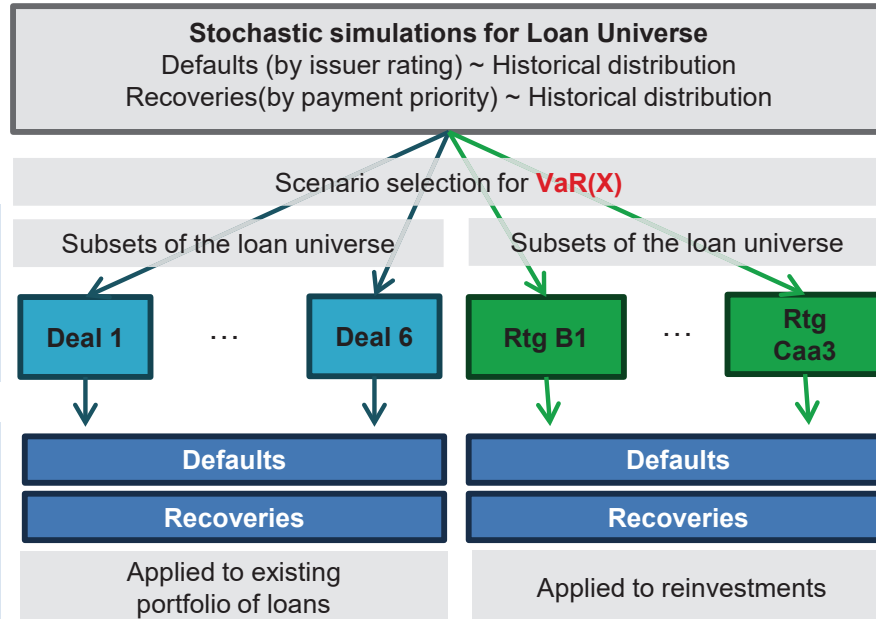 Stochastic simulations for Loan Universe
Defaults (by issuer rating) ~ Historical distribution
Recoveries(by payment priority) ~ Historical distribution
Scenario selection for VaR(X)
Subsets of the loan universe
Subsets of the loan universe
Deal 1
...
Deal 6
Rtg B1
...
Rtg
Caa3
Defaults
Defaults
Recoveries
Recoveries
Applied to existing
portfolio of loans
Applied to reinvestments